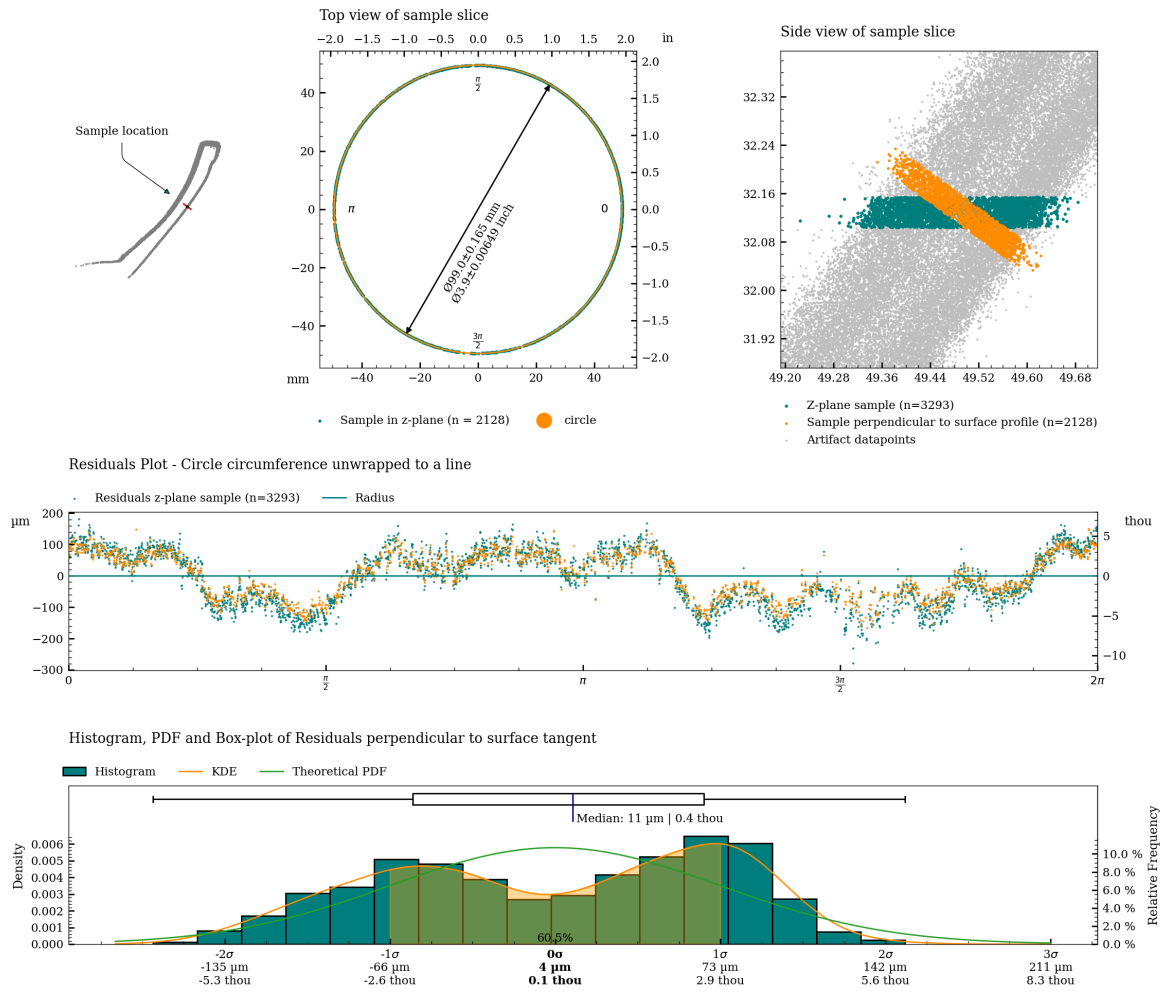 Top view of sample slice
−2.0 −1.5 −1.0 −0.5 0.0 0.5 1.0 1.5 2.0 in
Side view of sample slice
Sample location
40
20
0
−20
−40
mm
−40 −20 0 20 40
2.0
1.5
1.0
0.5
0.0
−0.5
−1.0
−1.5
−2.0
π/2
π
0
3π/2
Ø99.0±0.165 mm
Ø3.9±0.00649 inch
Sample in z-plane (n = 2128) circle
32.32
32.24
32.16
32.08
32.00
31.92
49.20 49.28 49.36 49.44 49.52 49.60 49.68
Z-plane sample (n=3293)
Sample perpendicular to surface profile (n=2128)
Artifact datapoints
Residuals Plot - Circle circumference unwrapped to a line
Residuals z-plane sample (n=3293) Radius
µm
200
100
0
−100
−200
−300
thou
5
0
−5
−10
0 π/2 π 3π/2 2π
Histogram, PDF and Box-plot of Residuals perpendicular to surface tangent
Histogram KDE Theoretical PDF
Median: 11 µm | 0.4 thou
Density
0.006
0.005
0.004
0.003
0.002
0.001
0.000
60.5%
10.0 %
8.0 %
6.0 %
4.0 %
2.0 %
0.0 %
Relative Frequency
-2σ -1σ 0σ 1σ 2σ 3σ
-135 µm -66 µm 4 µm 73 µm 142 µm 211 µm
-5.3 thou -2.6 thou 0.1 thou 2.9 thou 5.6 thou 8.3 thou